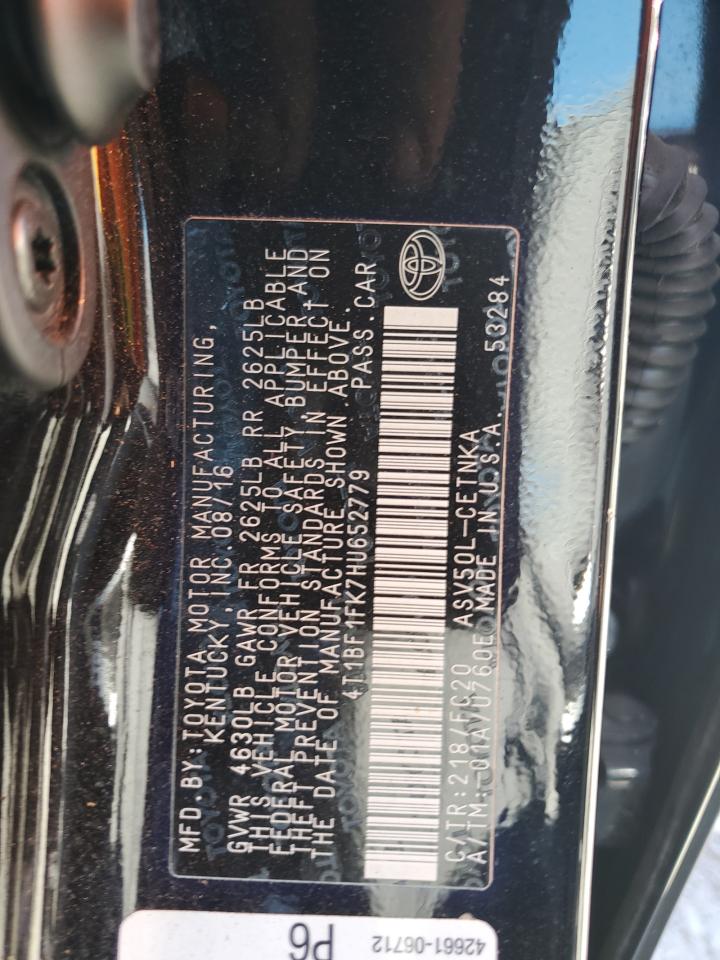 MFD.BY:TOYOTA MOTOR MANUFACTURING,
KENTUCKY, INC. 08/16
GVWR 4630LB GAWR FR 2625LB RR 2625LB
THIS VEHICLE CONFORMS TO ALL APPLICABLE
FEDERAL MOTOR VEHICLE SAFETY, BUMPER, AND
THEFT PREVENTION STANDARDS IN EFFECT ON
THE DATE OF MANUFACTURE SHOWN ABOVE.
4T1BF1FK7HU652779 PASS.CAR
C/TR:218/FC20 ASV50L-CETNKA
A/TM:-01A/U760E MADE IN U.S.A. 53284
P6
42661-06712